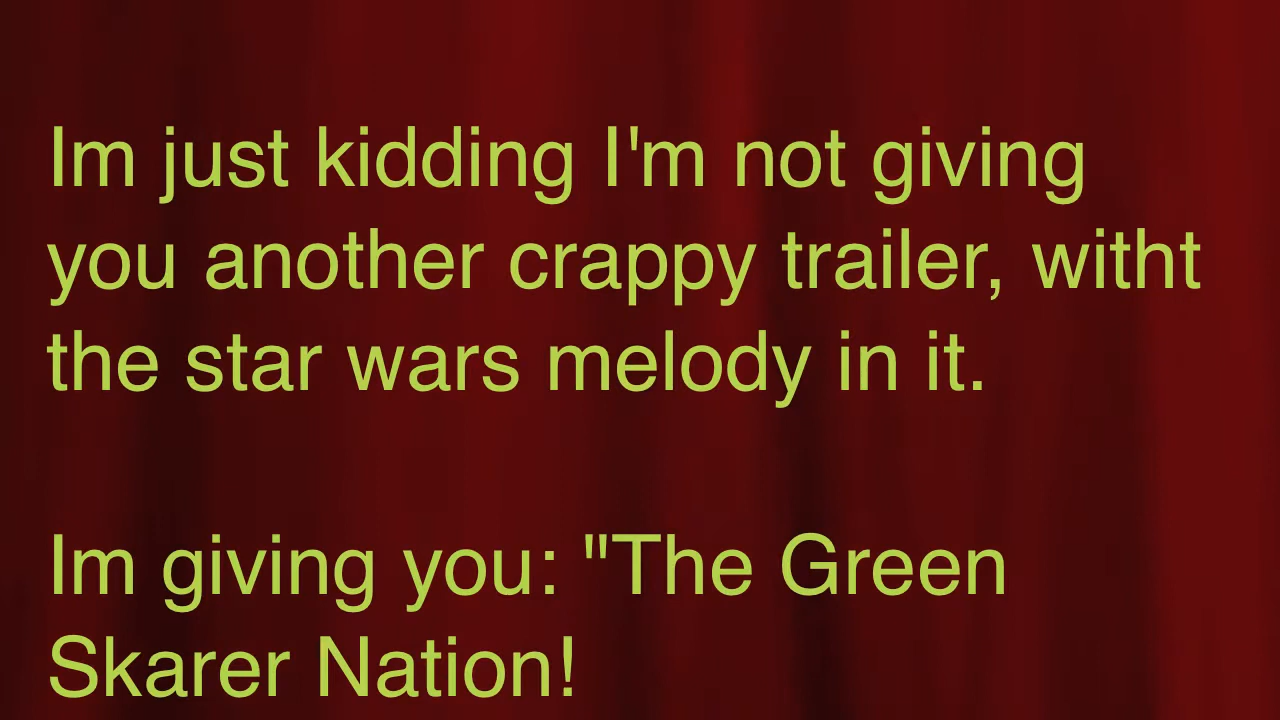 Im just kidding I'm not giving
you another crappy trailer, witht
the star wars melody in it.
Im giving you: "The Green
Skarer Nation!